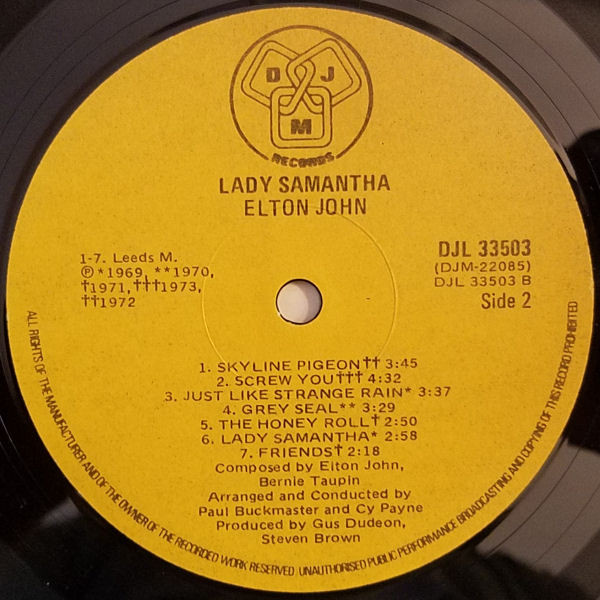 D J
M
RECORDS
LADY SAMANTHA
ELTON JOHN
1-7. Leeds M.
℗ *1969, **1970,
†1971, †††1973,
††1972
DJL 33503
(DJM-22085)
DJL 33503 B
Side 2
1. SKYLINE PIGEON†† 3:45
2. SCREW YOU††† 4:32
3. JUST LIKE STRANGE RAIN* 3:37
4. GREY SEAL** 3:29
5. THE HONEY ROLL† 2:50
6. LADY SAMANTHA* 2:58
7. FRIENDS† 2:18
Composed by Elton John,
Bernie Taupin
Arranged and Conducted by
Paul Buckmaster and Cy Payne
Produced by Gus Dudeon,
Steven Brown
ALL RIGHTS OF THE MANUFACTURER AND OF THE OWNER OF THE RECORDED WORK RESERVED. UNAUTHORISED PUBLIC PERFORMANCE BROADCASTING AND COPYING OF THIS RECORD PROHIBITED